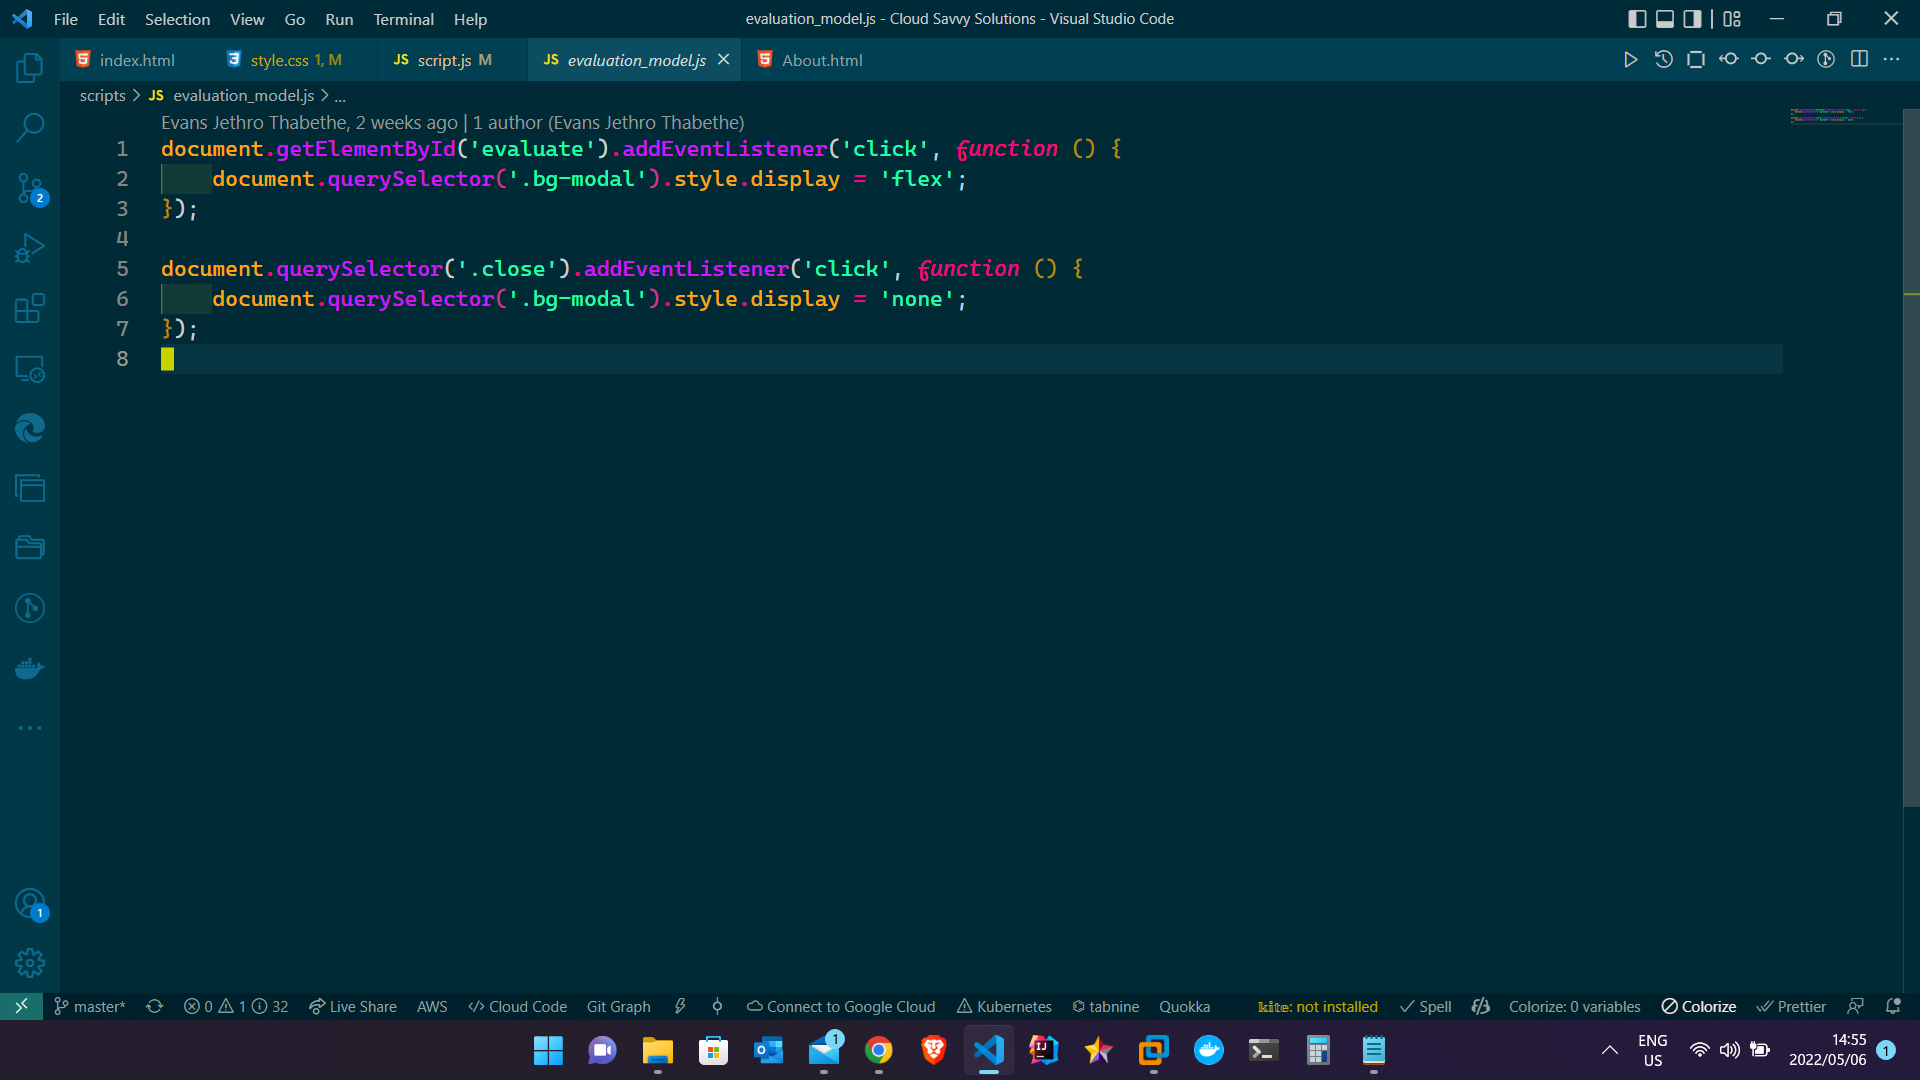 File Edit Selection View Go Run Terminal Help
evaluation_model.js - Cloud Savvy Solutions - Visual Studio Code
index.html
style.css 1, M
JS script.js M
JS evaluation_model.js
About.html
scripts > JS evaluation_model.js > ...
Evans Jethro Thabethe, 2 weeks ago | 1 author (Evans Jethro Thabethe)
1 document.getElementById('evaluate').addEventListener('click', function () {
2     document.querySelector('.bg-modal').style.display = 'flex';
3 });
4
5 document.querySelector('.close').addEventListener('click', function () {
6     document.querySelector('.bg-modal').style.display = 'none';
7 });
8
2
1
master* 0 1 32 Live Share AWS Cloud Code Git Graph Connect to Google Cloud Kubernetes tabnine Quokka kite: not installed Spell Colorize: 0 variables Colorize Prettier
1
ENG
US
14:55
2022/05/06
1